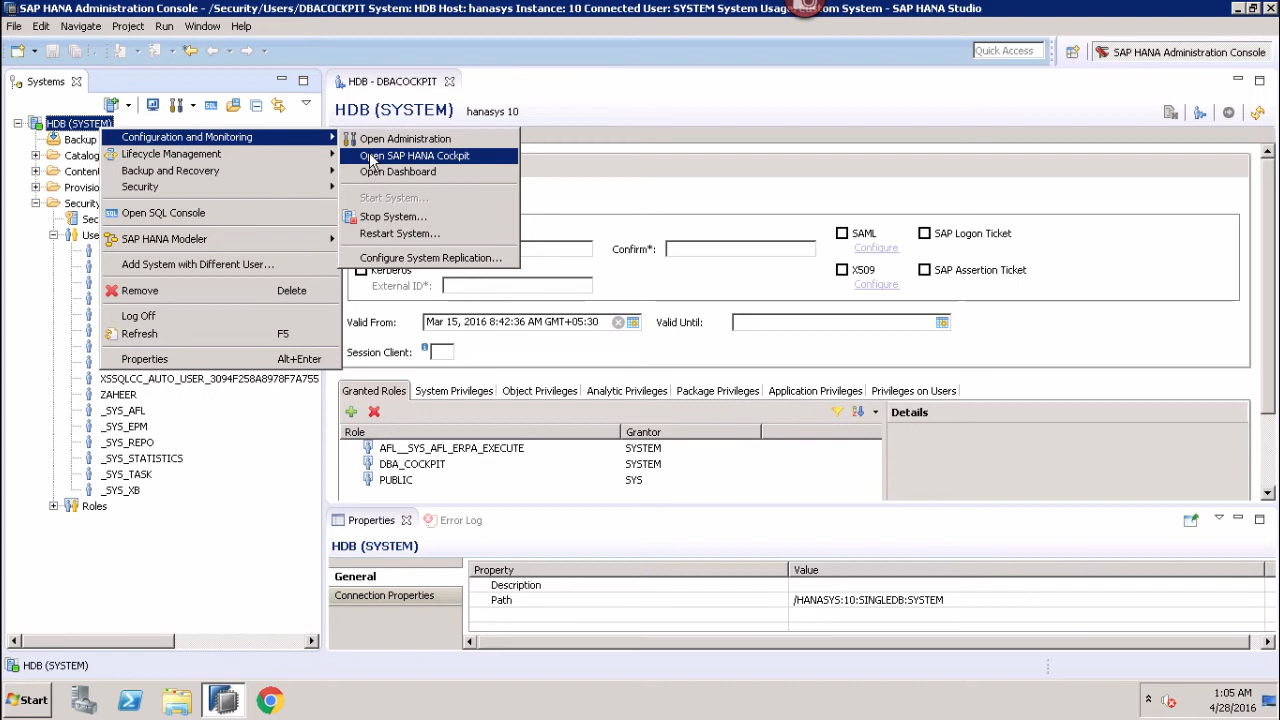 SAP HANA Administration Console - /Security/Users/DBACOCKPIT System: HDB Host: hanasys Instance: 10 Connected User: SYSTEM System Usage: Custom System - SAP HANA Studio
File Edit Navigate Project Run Window Help
Quick Access
SAP HANA Administration Console
Systems
HDB (SYSTEM)
Backup
Catalo
Conten
Provisio
Security
Sec
Use
XSSQLCC_AUTO_USER_3094F258A8978F7A755
ZAHEER
_SYS_AFL
_SYS_EPM
_SYS_REPO
_SYS_STATISTICS
_SYS_TASK
_SYS_XB
Roles
Configuration and Monitoring
Lifecycle Management
Backup and Recovery
Security
Open SQL Console
SAP HANA Modeler
Add System with Different User...
Remove Delete
Log Off
Refresh F5
Properties Alt+Enter
Open Administration
Open SAP HANA Cockpit
Open Dashboard
Start System...
Stop System...
Restart System...
Configure System Replication...
HDB - DBACOCKPIT
HDB (SYSTEM) hanasys 10
Confirm*:
SAML
Configure
SAP Logon Ticket
Kerberos
External ID*:
X509
Configure
SAP Assertion Ticket
Valid From: Mar 15, 2016 8:42:36 AM GMT+05:30 Valid Until:
Session Client:
Granted Roles System Privileges Object Privileges Analytic Privileges Package Privileges Application Privileges Privileges on Users
Details
Role Grantor
AFL__SYS_AFL_ERPA_EXECUTE SYSTEM
DBA_COCKPIT SYSTEM
PUBLIC SYS
Properties Error Log
HDB (SYSTEM)
General
Connection Properties
Property Value
Description
Path /HANASYS:10:SINGLEDB:SYSTEM
HDB (SYSTEM)
Start
1:05 AM
4/28/2016